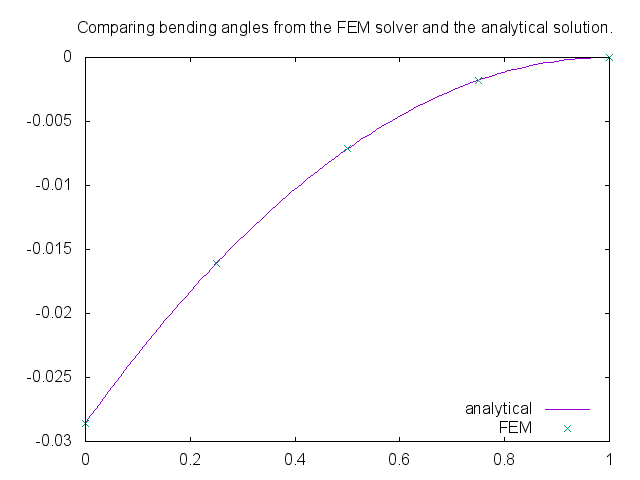 Comparing bending angles from the FEM solver and the analytical solution.
0
-0.005
-0.01
-0.015
-0.02
-0.025
-0.03
0 0.2 0.4 0.6 0.8 1
analytical
FEM